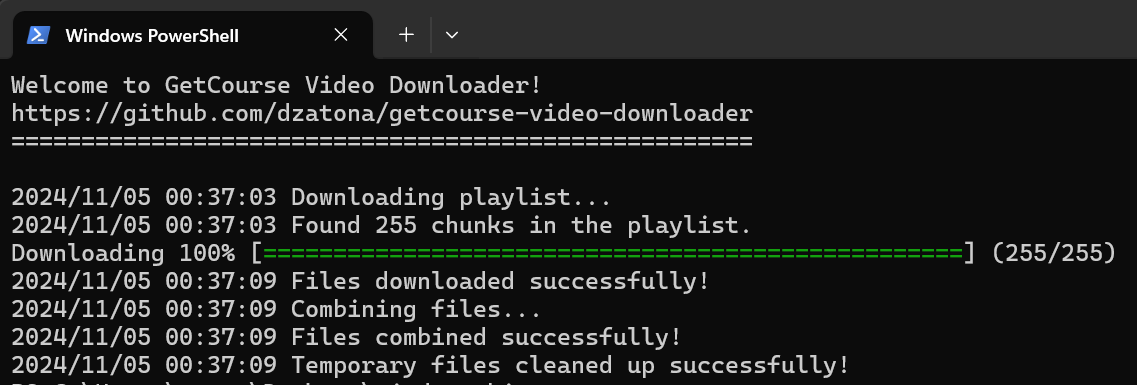 Windows PowerShell
Welcome to GetCourse Video Downloader!
https://github.com/dzatona/getcourse-video-downloader
=====================================================
2024/11/05 00:37:03 Downloading playlist...
2024/11/05 00:37:03 Found 255 chunks in the playlist.
Downloading 100% [==================================================] (255/255)
2024/11/05 00:37:09 Files downloaded successfully!
2024/11/05 00:37:09 Combining files...
2024/11/05 00:37:09 Files combined successfully!
2024/11/05 00:37:09 Temporary files cleaned up successfully!